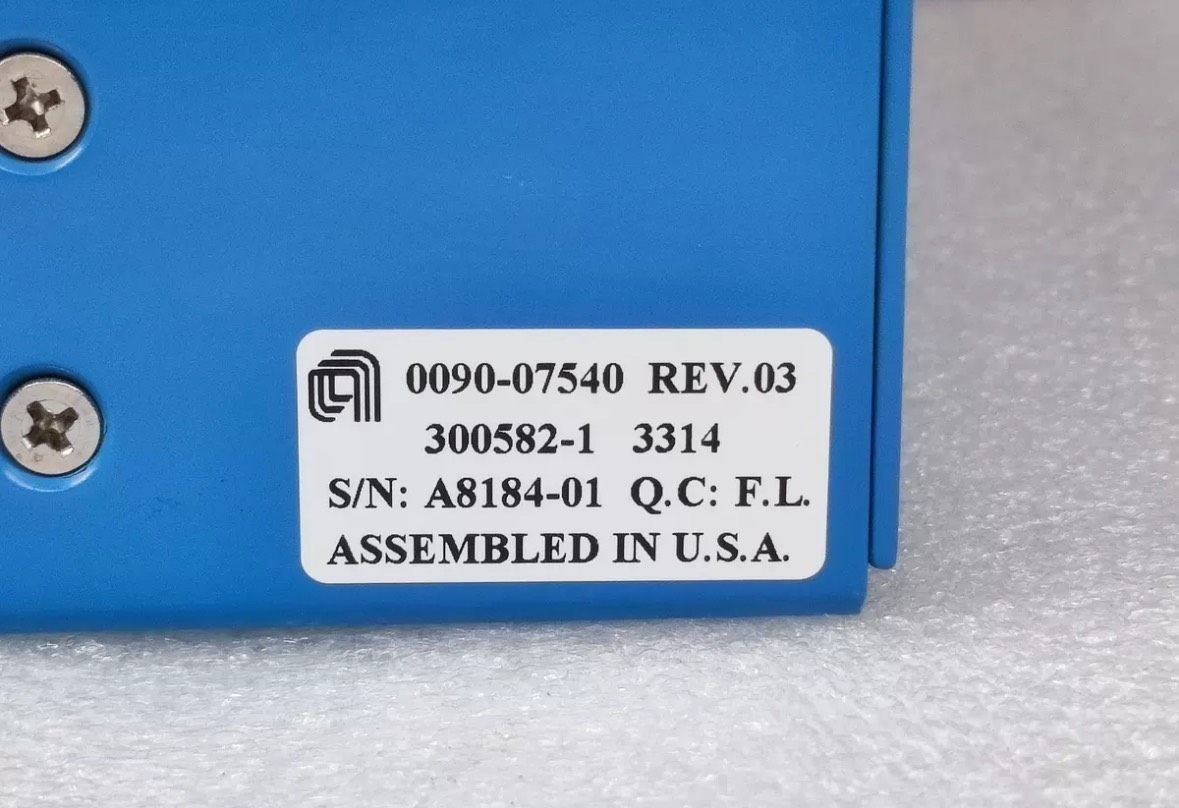 0090-07540 REV.03
300582-1 3314
S/N: A8184-01 Q.C: F.L.
ASSEMBLED IN U.S.A.